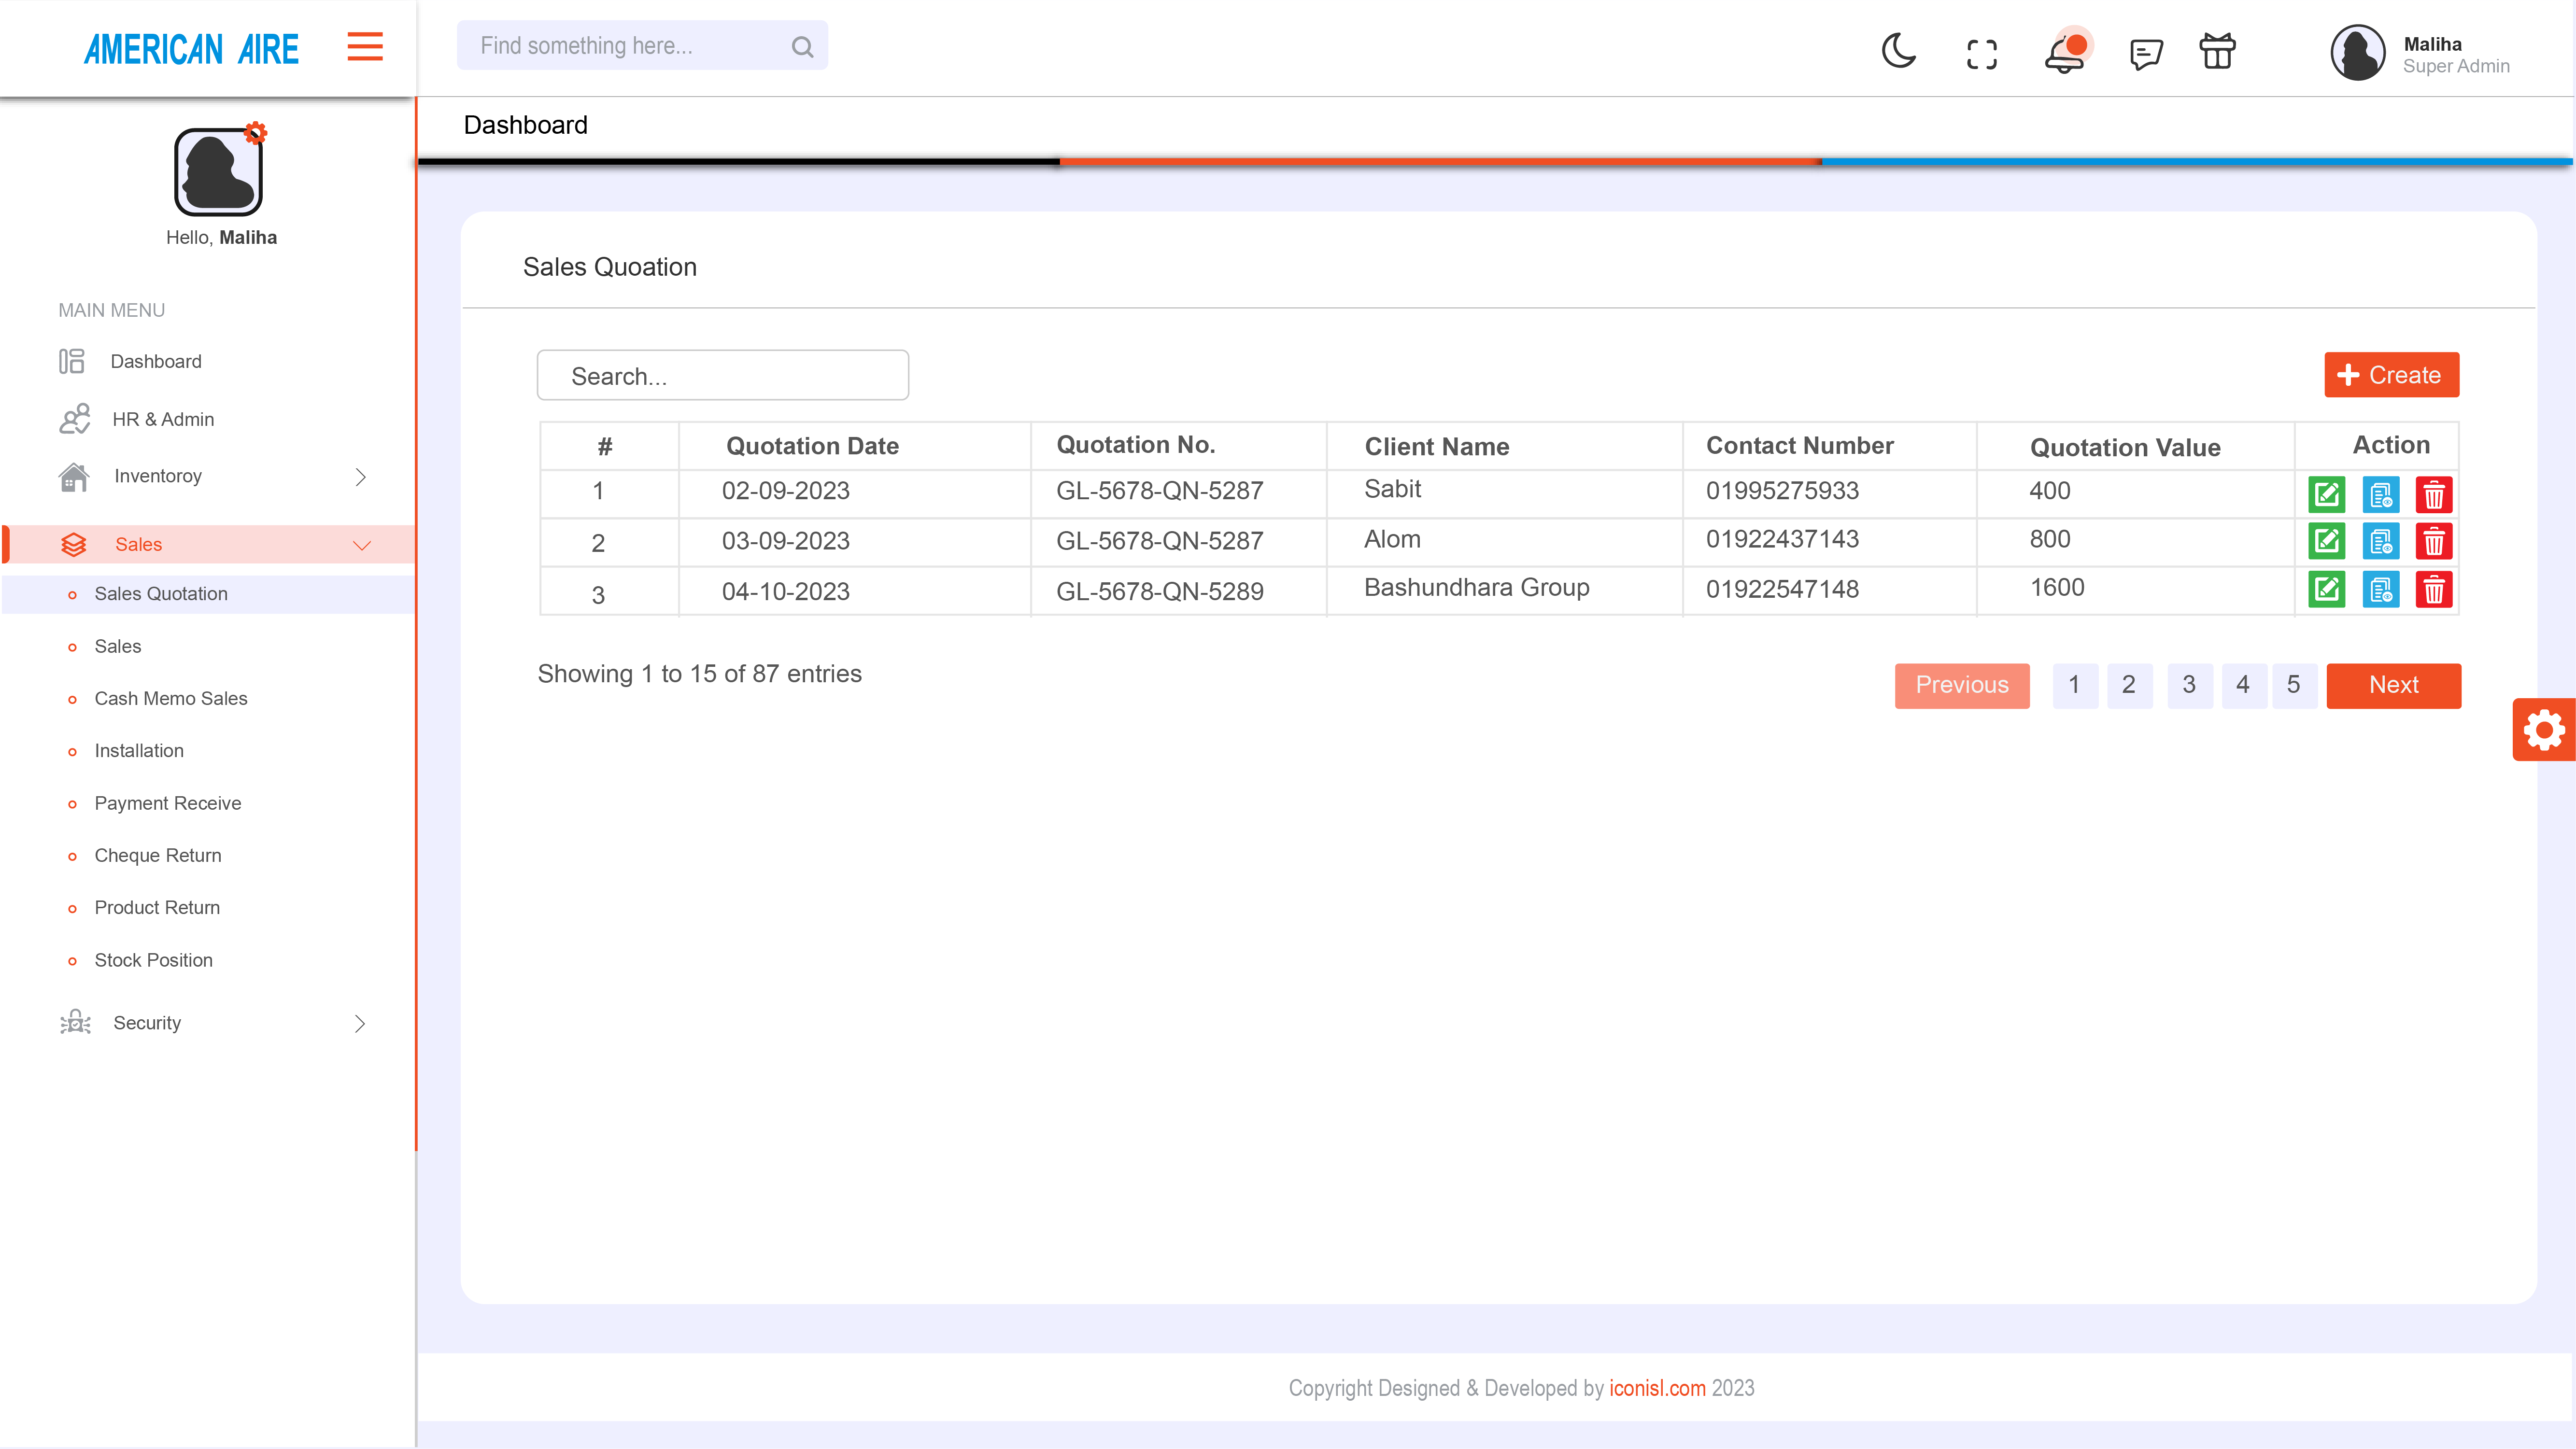 AMERICAN AIRE
Find something here...
Maliha
Super Admin
Dashboard
Hello, Maliha
MAIN MENU
Dashboard
HR & Admin
Inventoroy
Sales
Sales Quotation
Sales
Cash Memo Sales
Installation
Payment Receive
Cheque Return
Product Return
Stock Position
Security
Sales Quoation
Search...
Create
# Quotation Date Quotation No. Client Name Contact Number Quotation Value Action
1 02-09-2023 GL-5678-QN-5287 Sabit 01995275933 400
2 03-09-2023 GL-5678-QN-5287 Alom 01922437143 800
3 04-10-2023 GL-5678-QN-5289 Bashundhara Group 01922547148 1600
Showing 1 to 15 of 87 entries
Previous 1 2 3 4 5 Next
Copyright Designed & Developed by iconisl.com 2023